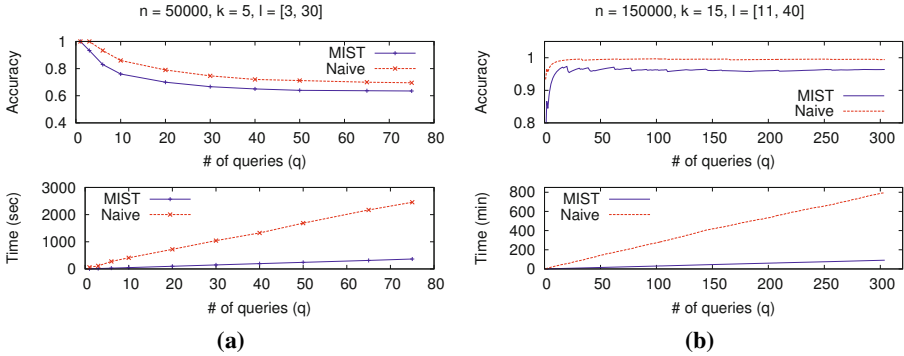 n = 50000, k = 5, l = [3, 30]
Accuracy
1
0.8
0.6
0.4
MIST
Naive
0 10 20 30 40 50 60 70 80
# of queries (q)
Time (sec)
3000
2000
1000
0
MIST
Naive
0 10 20 30 40 50 60 70 80
# of queries (q)
(a)
n = 150000, k = 15, l = [11, 40]
Accuracy
1
0.9
0.8
MIST
Naive
0 50 100 150 200 250 300
# of queries (q)
Time (min)
800
600
400
200
0
MIST
Naive
0 50 100 150 200 250 300
# of queries (q)
(b)